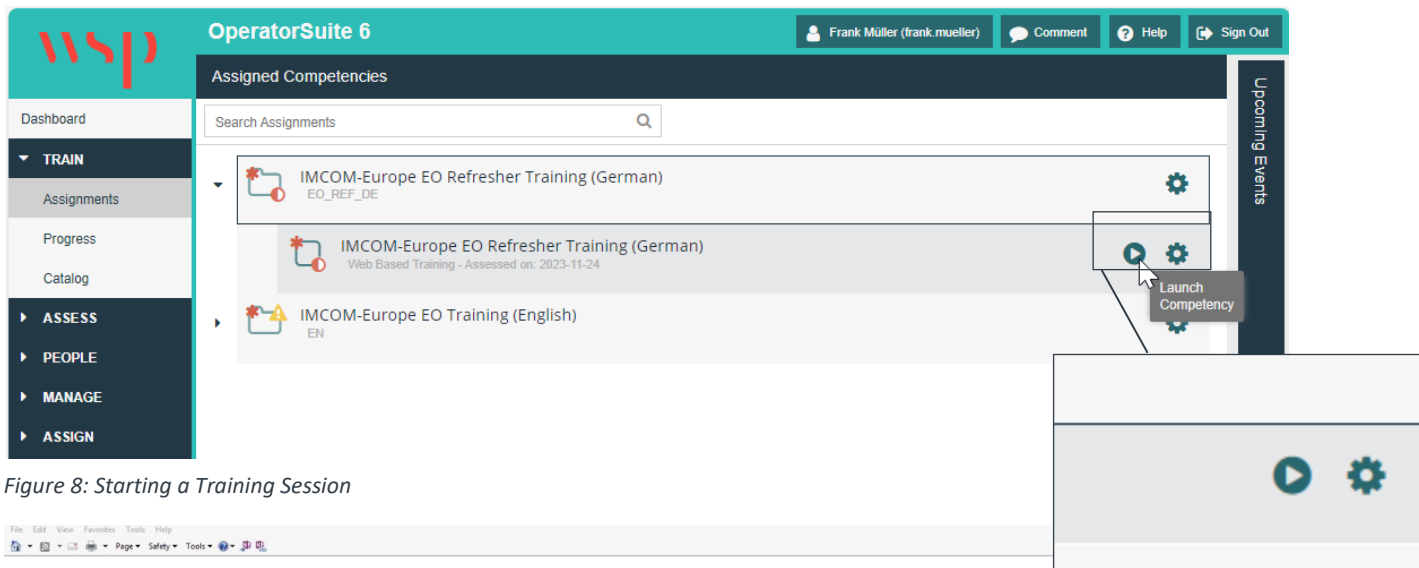 wsp
OperatorSuite 6
Frank Müller (frank.mueller)
Comment
Help
Sign Out
Assigned Competencies
Upcoming Events
Dashboard
Search Assignments
TRAIN
Assignments
Progress
Catalog
ASSESS
PEOPLE
MANAGE
ASSIGN
IMCOM-Europe EO Refresher Training (German)
EO_REF_DE
IMCOM-Europe EO Refresher Training (German)
Web Based Training - Assessed on: 2023-11-24
Launch
Competency
IMCOM-Europe EO Training (English)
EN
Figure 8: Starting a Training Session
File Edit View Favorites Tools Help
Page Safety Tools